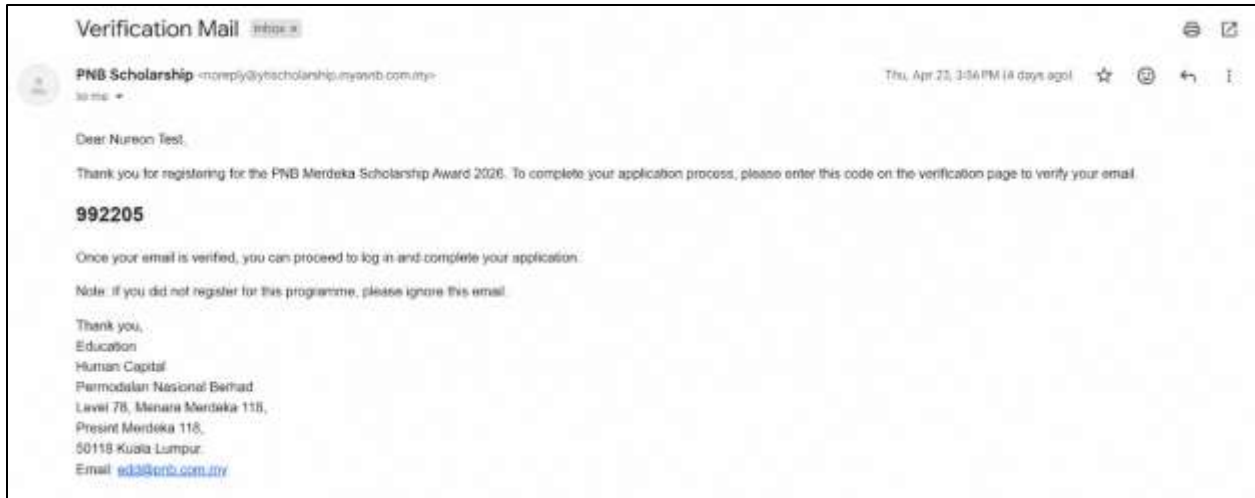 Verification Mail Inbox x
PNB Scholarship
Thu, Apr 23, 3:56 PM (4 days ago)
to me
Dear Nureon Test,
Thank you for registering for the PNB Merdeka Scholarship Award 2026. To complete your application process, please enter this code on the verification page to verify your email.
992205
Once your email is verified, you can proceed to log in and complete your application.
Note: If you did not register for this programme, please ignore this email.
Thank you,
Education
Human Capital
Permodalan Nasional Berhad
Level 78, Menara Merdeka 118,
Presint Merdeka 118,
50118 Kuala Lumpur.
Email: edd@pnb.com.my